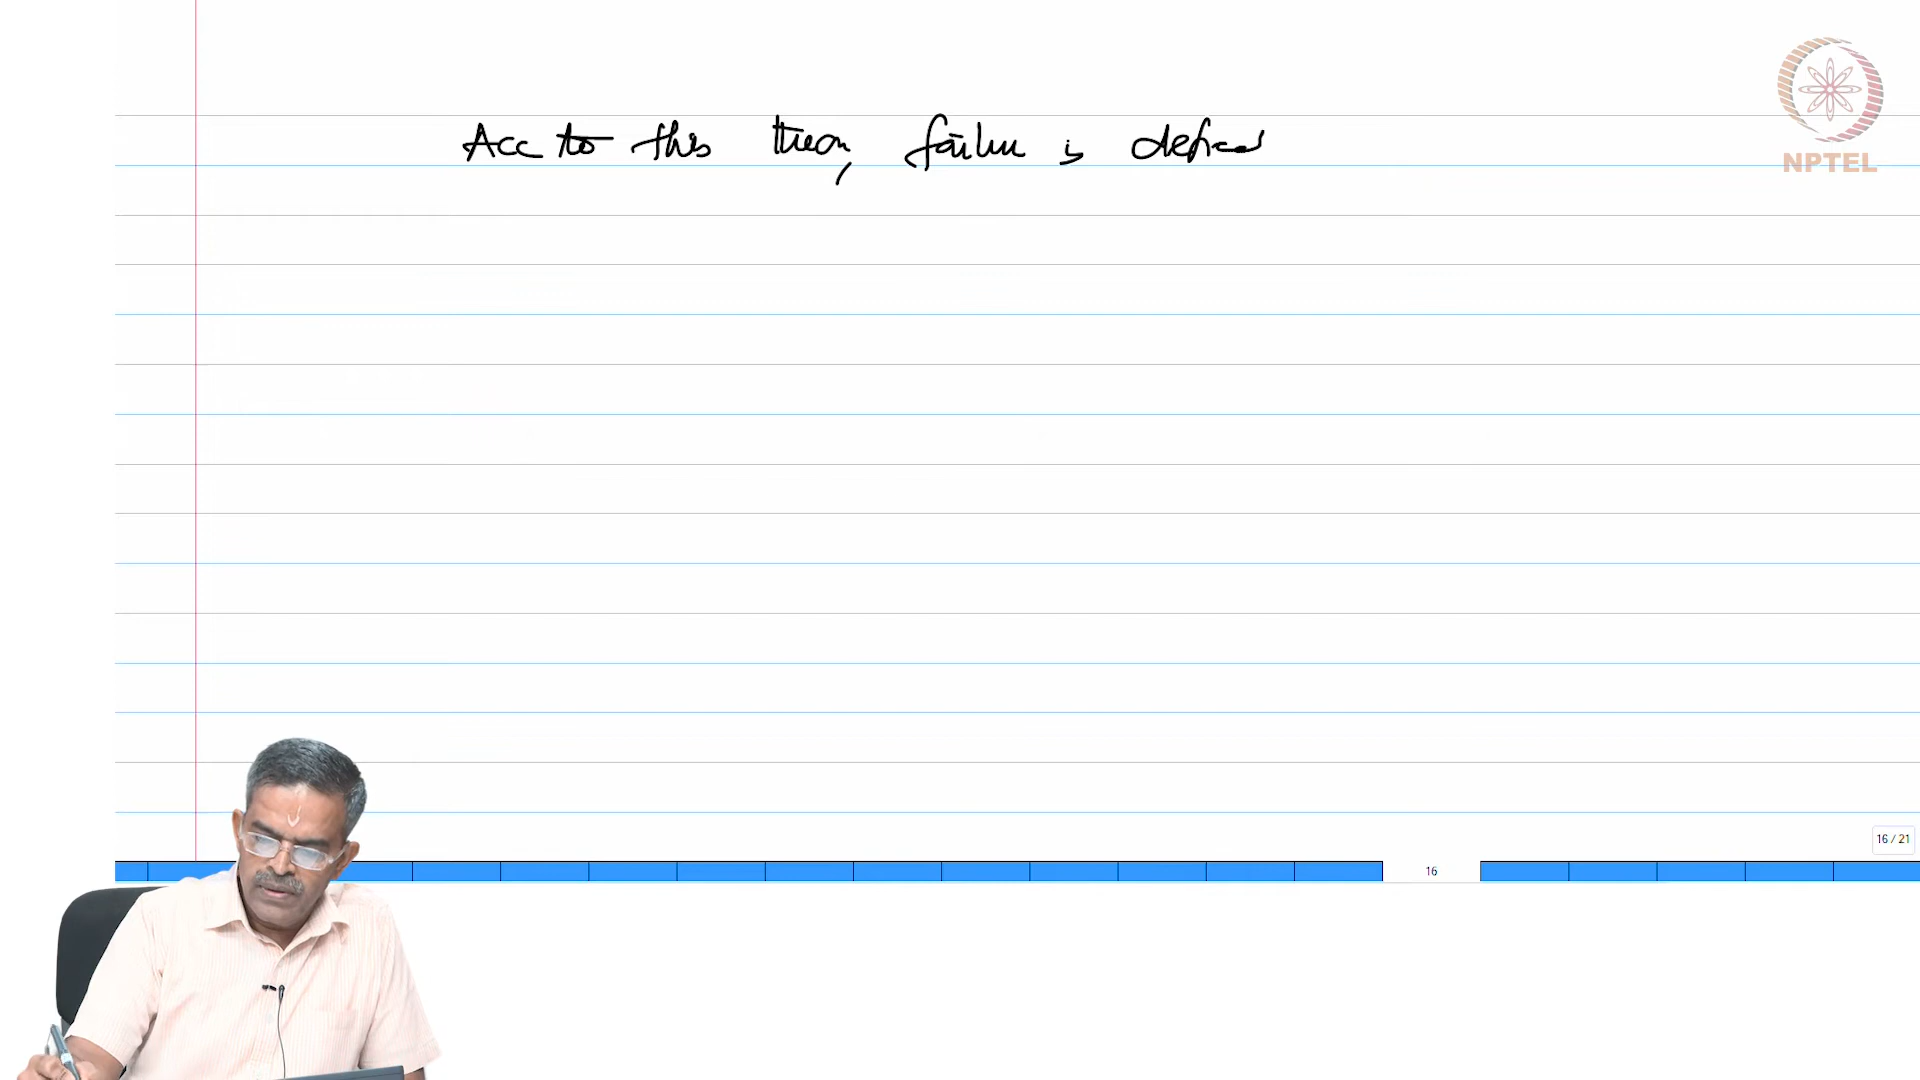 Acc to this theory, failure is defined
NPTEL
16 / 21
16